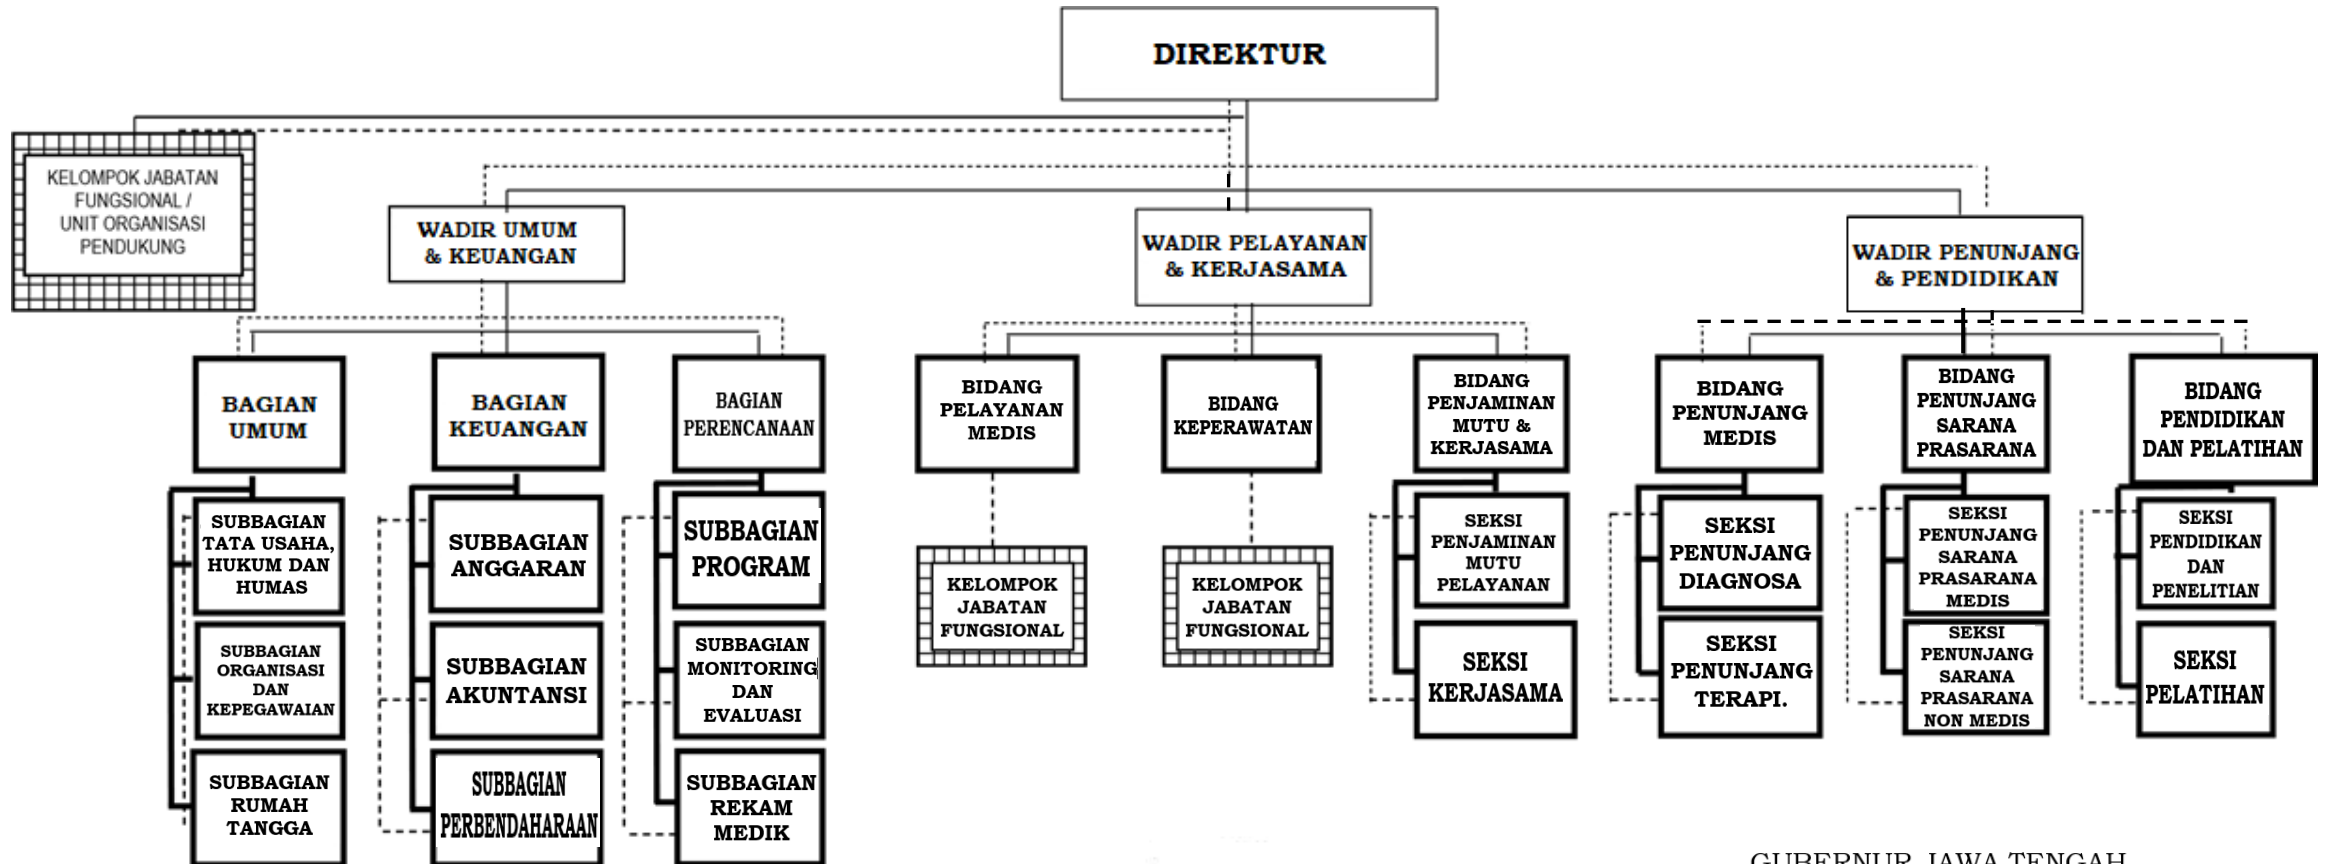 DIREKTUR
KELOMPOK JABATAN
FUNGSIONAL /
UNIT ORGANISASI
PENDUKUNG
WADIR UMUM
& KEUANGAN
WADIR PELAYANAN
& KERJASAMA
WADIR PENUNJANG
& PENDIDIKAN
BAGIAN
UMUM
BAGIAN
KEUANGAN
BAGIAN
PERENCANAAN
BIDANG
PELAYANAN
MEDIS
BIDANG
KEPERAWATAN
BIDANG
PENJAMINAN
MUTU &
KERJASAMA
BIDANG
PENUNJANG
MEDIS
BIDANG
PENUNJANG
SARANA
PRASARANA
BIDANG
PENDIDIKAN
DAN PELATIHAN
SUBBAGIAN
TATA USAHA,
HUKUM DAN
HUMAS
SUBBAGIAN
ANGGARAN
SUBBAGIAN
PROGRAM
KELOMPOK
JABATAN
FUNGSIONAL
KELOMPOK
JABATAN
FUNGSIONAL
SEKSI
PENJAMINAN
MUTU
PELAYANAN
SEKSI
PENUNJANG
DIAGNOSA
SEKSI
PENUNJANG
SARANA
PRASARANA
MEDIS
SEKSI
PENDIDIKAN
DAN
PENELITIAN
SUBBAGIAN
ORGANISASI
DAN
KEPEGAWAIAN
SUBBAGIAN
AKUNTANSI
SUBBAGIAN
MONITORING
DAN
EVALUASI
SEKSI
KERJASAMA
SEKSI
PENUNJANG
TERAPI.
SEKSI
PENUNJANG
SARANA
PRASARANA
NON MEDIS
SEKSI
PELATIHAN
SUBBAGIAN
RUMAH
TANGGA
SUBBAGIAN
PERBENDAHARAAN
SUBBAGIAN
REKAM
MEDIK
GUBERNUR JAWA TENGAH